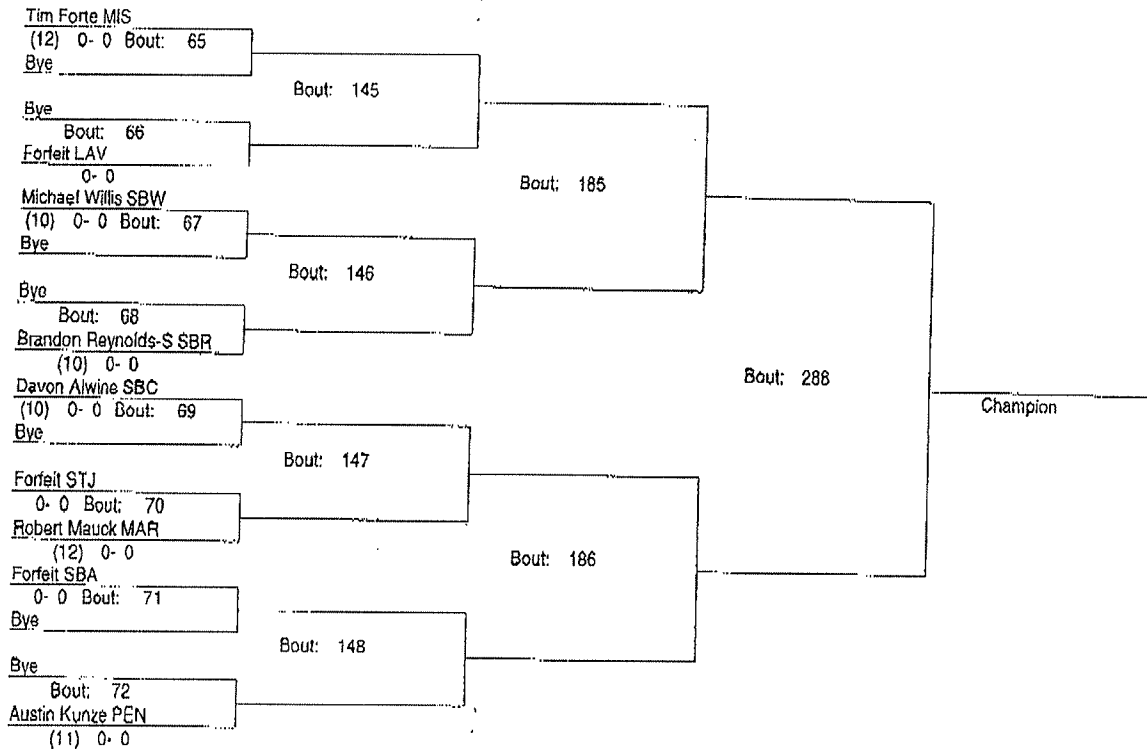 Tim Forte MIS
(12) 0- 0 Bout: 65
Bye
Bout: 145
Bye
Bout: 66
Forfeit LAV
0- 0
Bout: 185
Michael Willis SBW
(10) 0- 0 Bout: 67
Bye
Bout: 146
Bye
Bout: 68
Brandon Reynolds-S SBR
(10) 0- 0
Bout: 288
Champion
Davon Alwine SBC
(10) 0- 0 Bout: 69
Bye
Bout: 147
Forfeit STJ
0- 0 Bout: 70
Robert Mauck MAR
(12) 0- 0
Bout: 186
Forfeit SBA
0- 0 Bout: 71
Bye
Bout: 148
Bye
Bout: 72
Austin Kunze PEN
(11) 0- 0